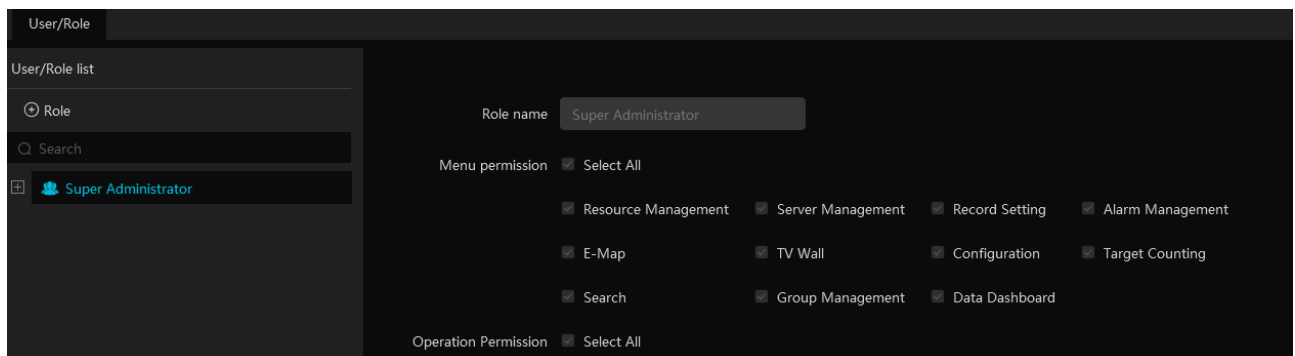 User/Role
User/Role list
Role
Search
Super Administrator
Role name Super Administrator
Menu permission Select All
Resource Management Server Management Record Setting Alarm Management
E-Map TV Wall Configuration Target Counting
Search Group Management Data Dashboard
Operation Permission Select All